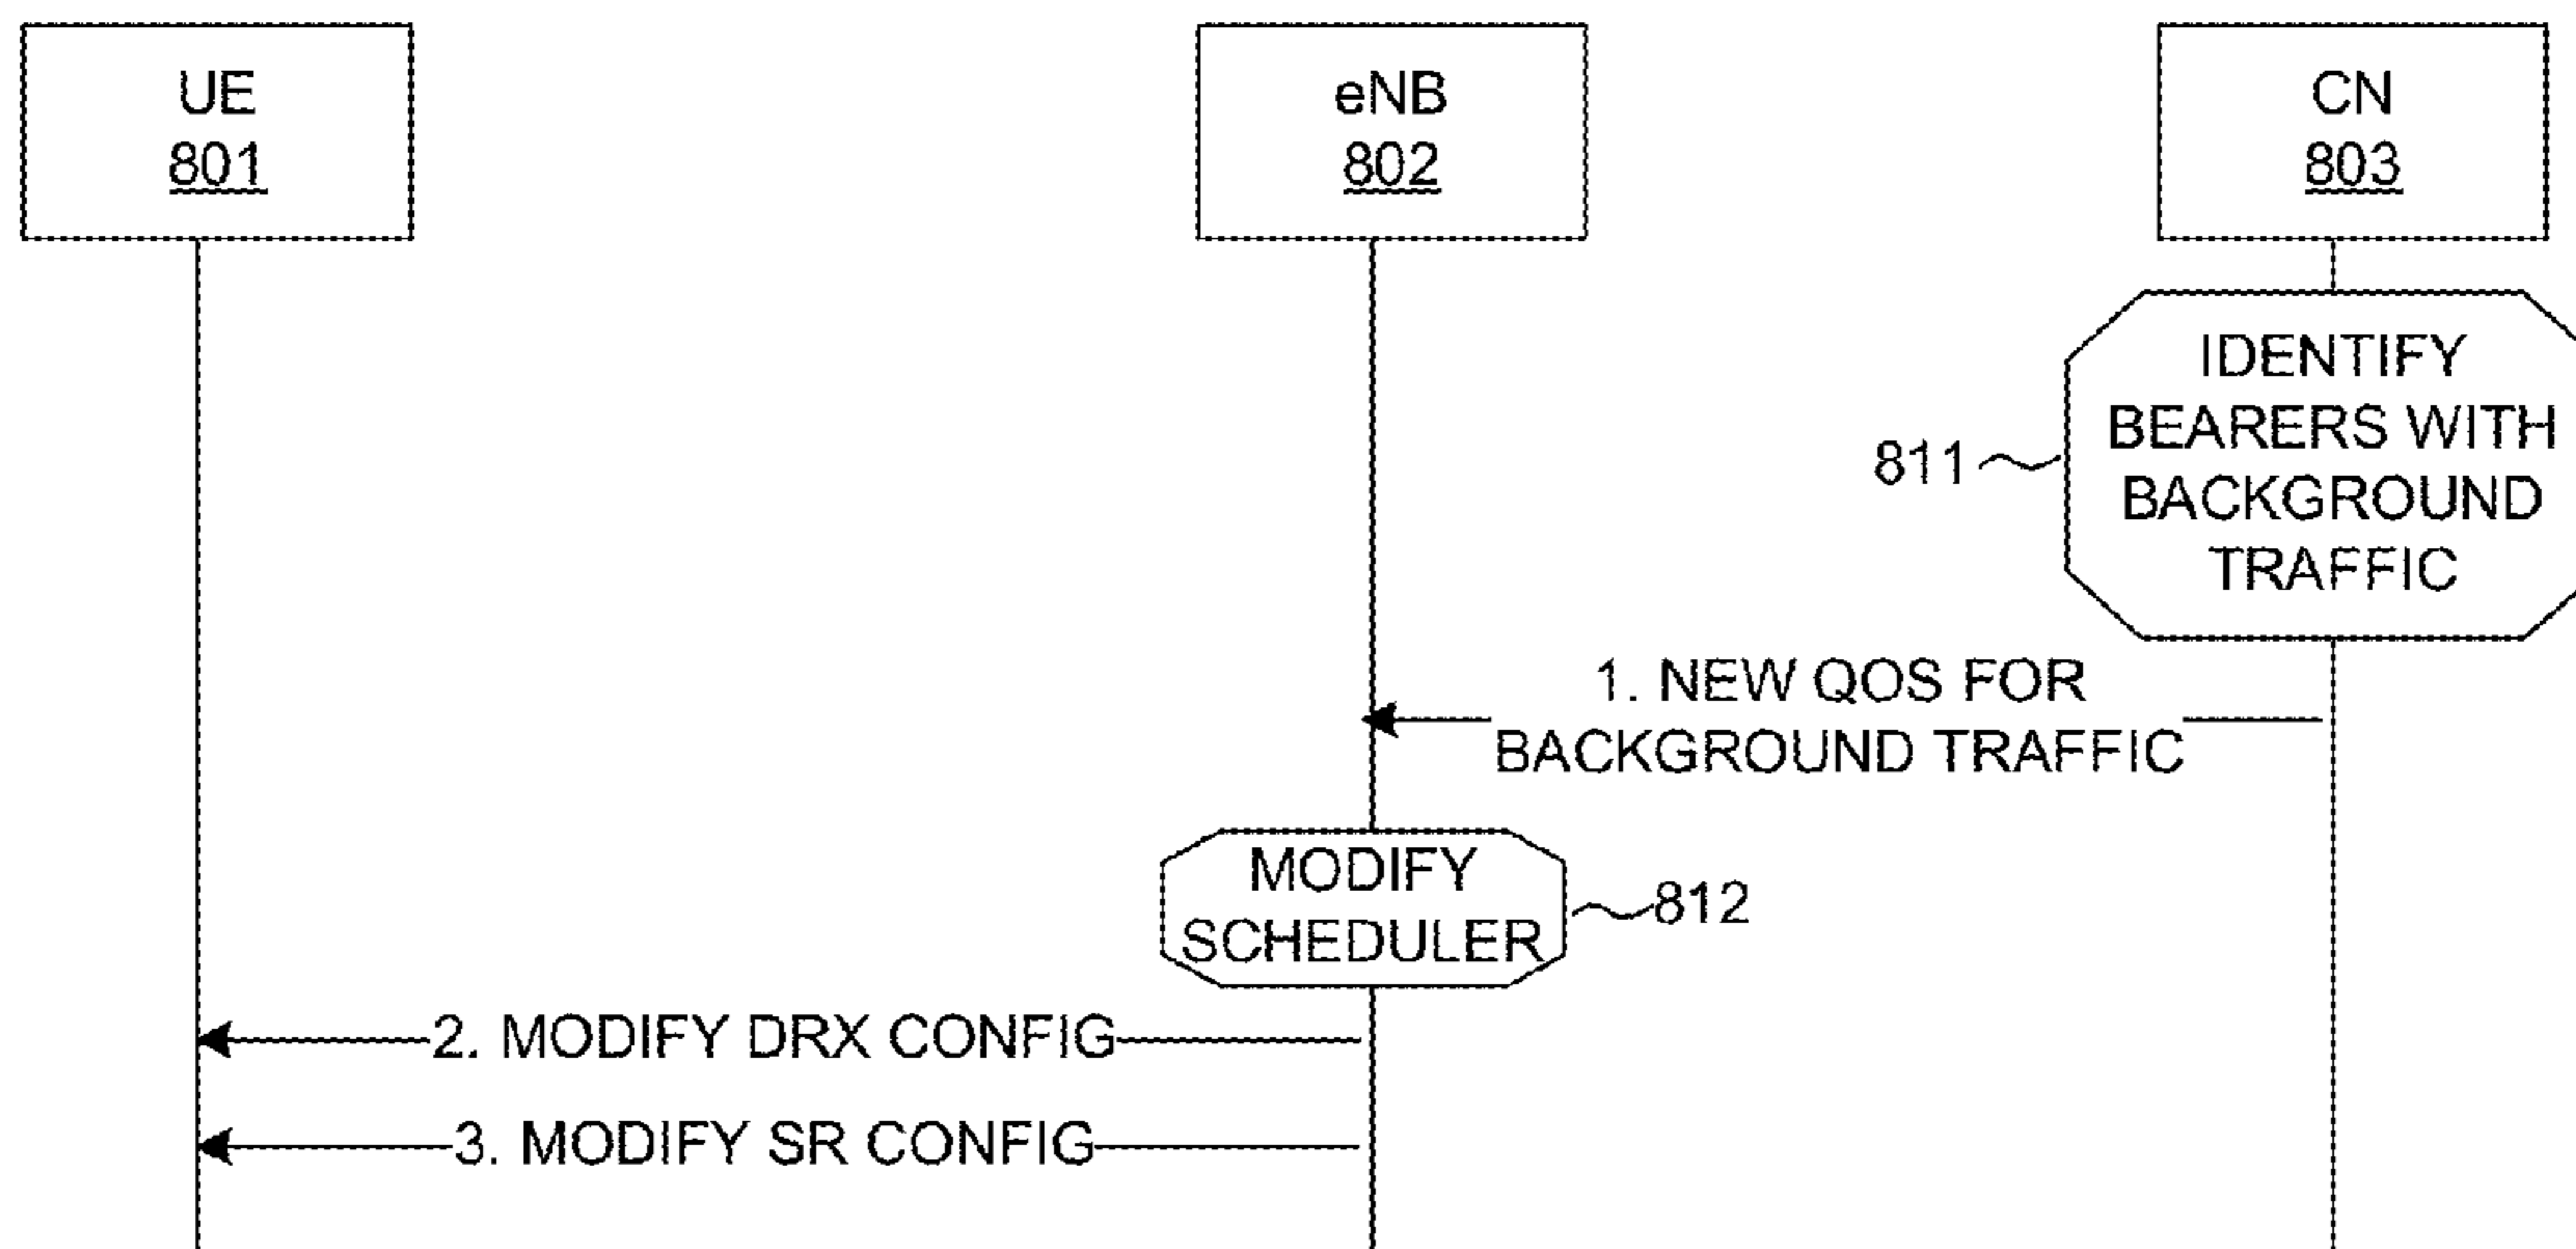 UE
801
eNB
802
CN
803
IDENTIFY
BEARERS WITH
BACKGROUND
TRAFFIC
811
1. NEW QOS FOR
BACKGROUND TRAFFIC
MODIFY
SCHEDULER
812
2. MODIFY DRX CONFIG
3. MODIFY SR CONFIG